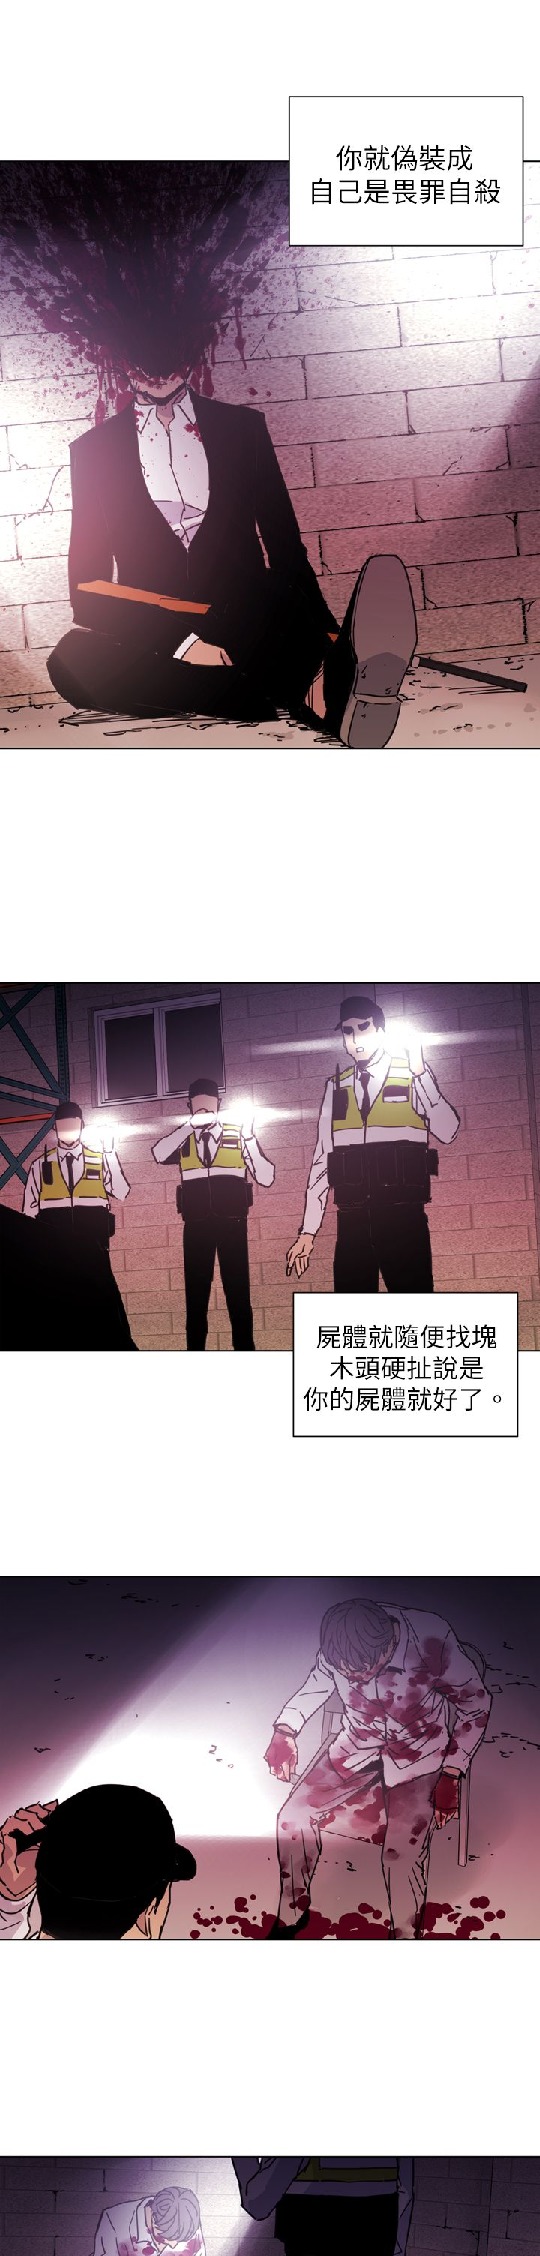 你就偽裝成
自己是畏罪自殺
屍體就隨便找塊
木頭硬扯說是
你的屍體就好了。